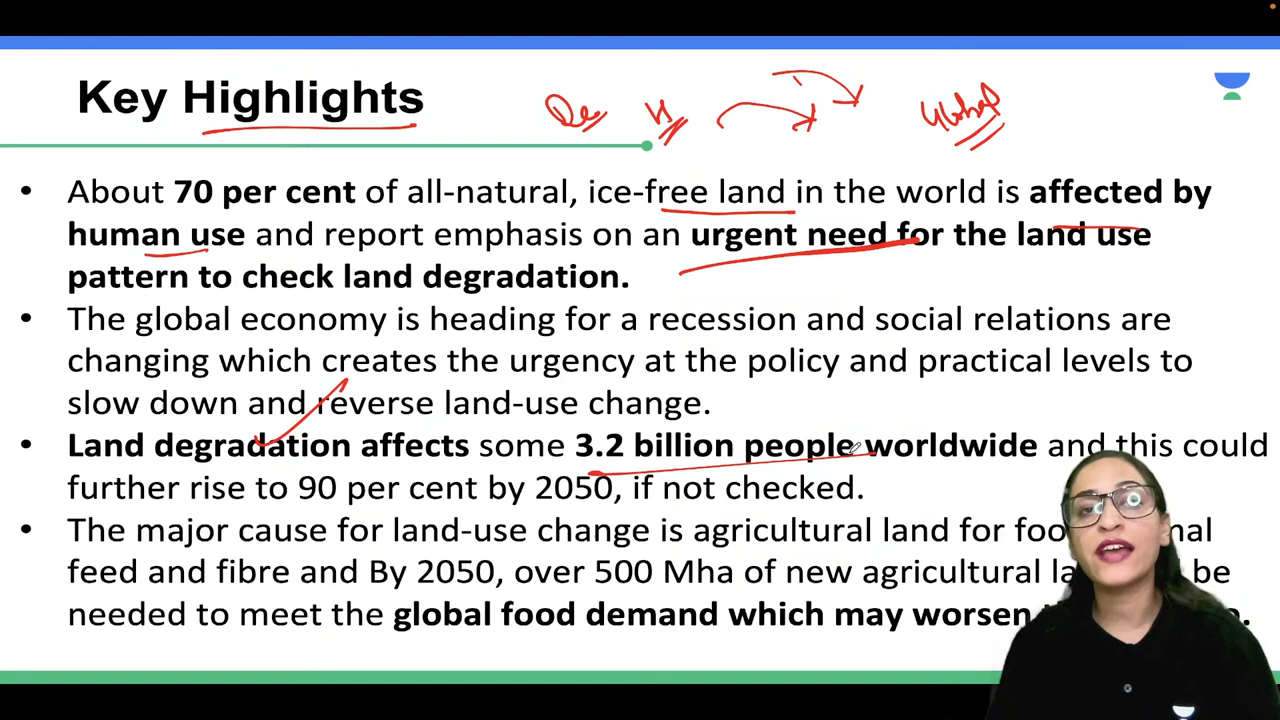 Key Highlights
De
Vs
Global
• About 70 per cent of all-natural, ice-free land in the world is affected by
human use and report emphasis on an urgent need for the land use
pattern to check land degradation.
• The global economy is heading for a recession and social relations are
changing which creates the urgency at the policy and practical levels to
slow down and reverse land-use change.
• Land degradation affects some 3.2 billion people worldwide and this could
further rise to 90 per cent by 2050, if not checked.
• The major cause for land-use change is agricultural land for
feed and fibre and By 2050, over 500 Mha of new agricultural be
needed to meet the global food demand which may worsen